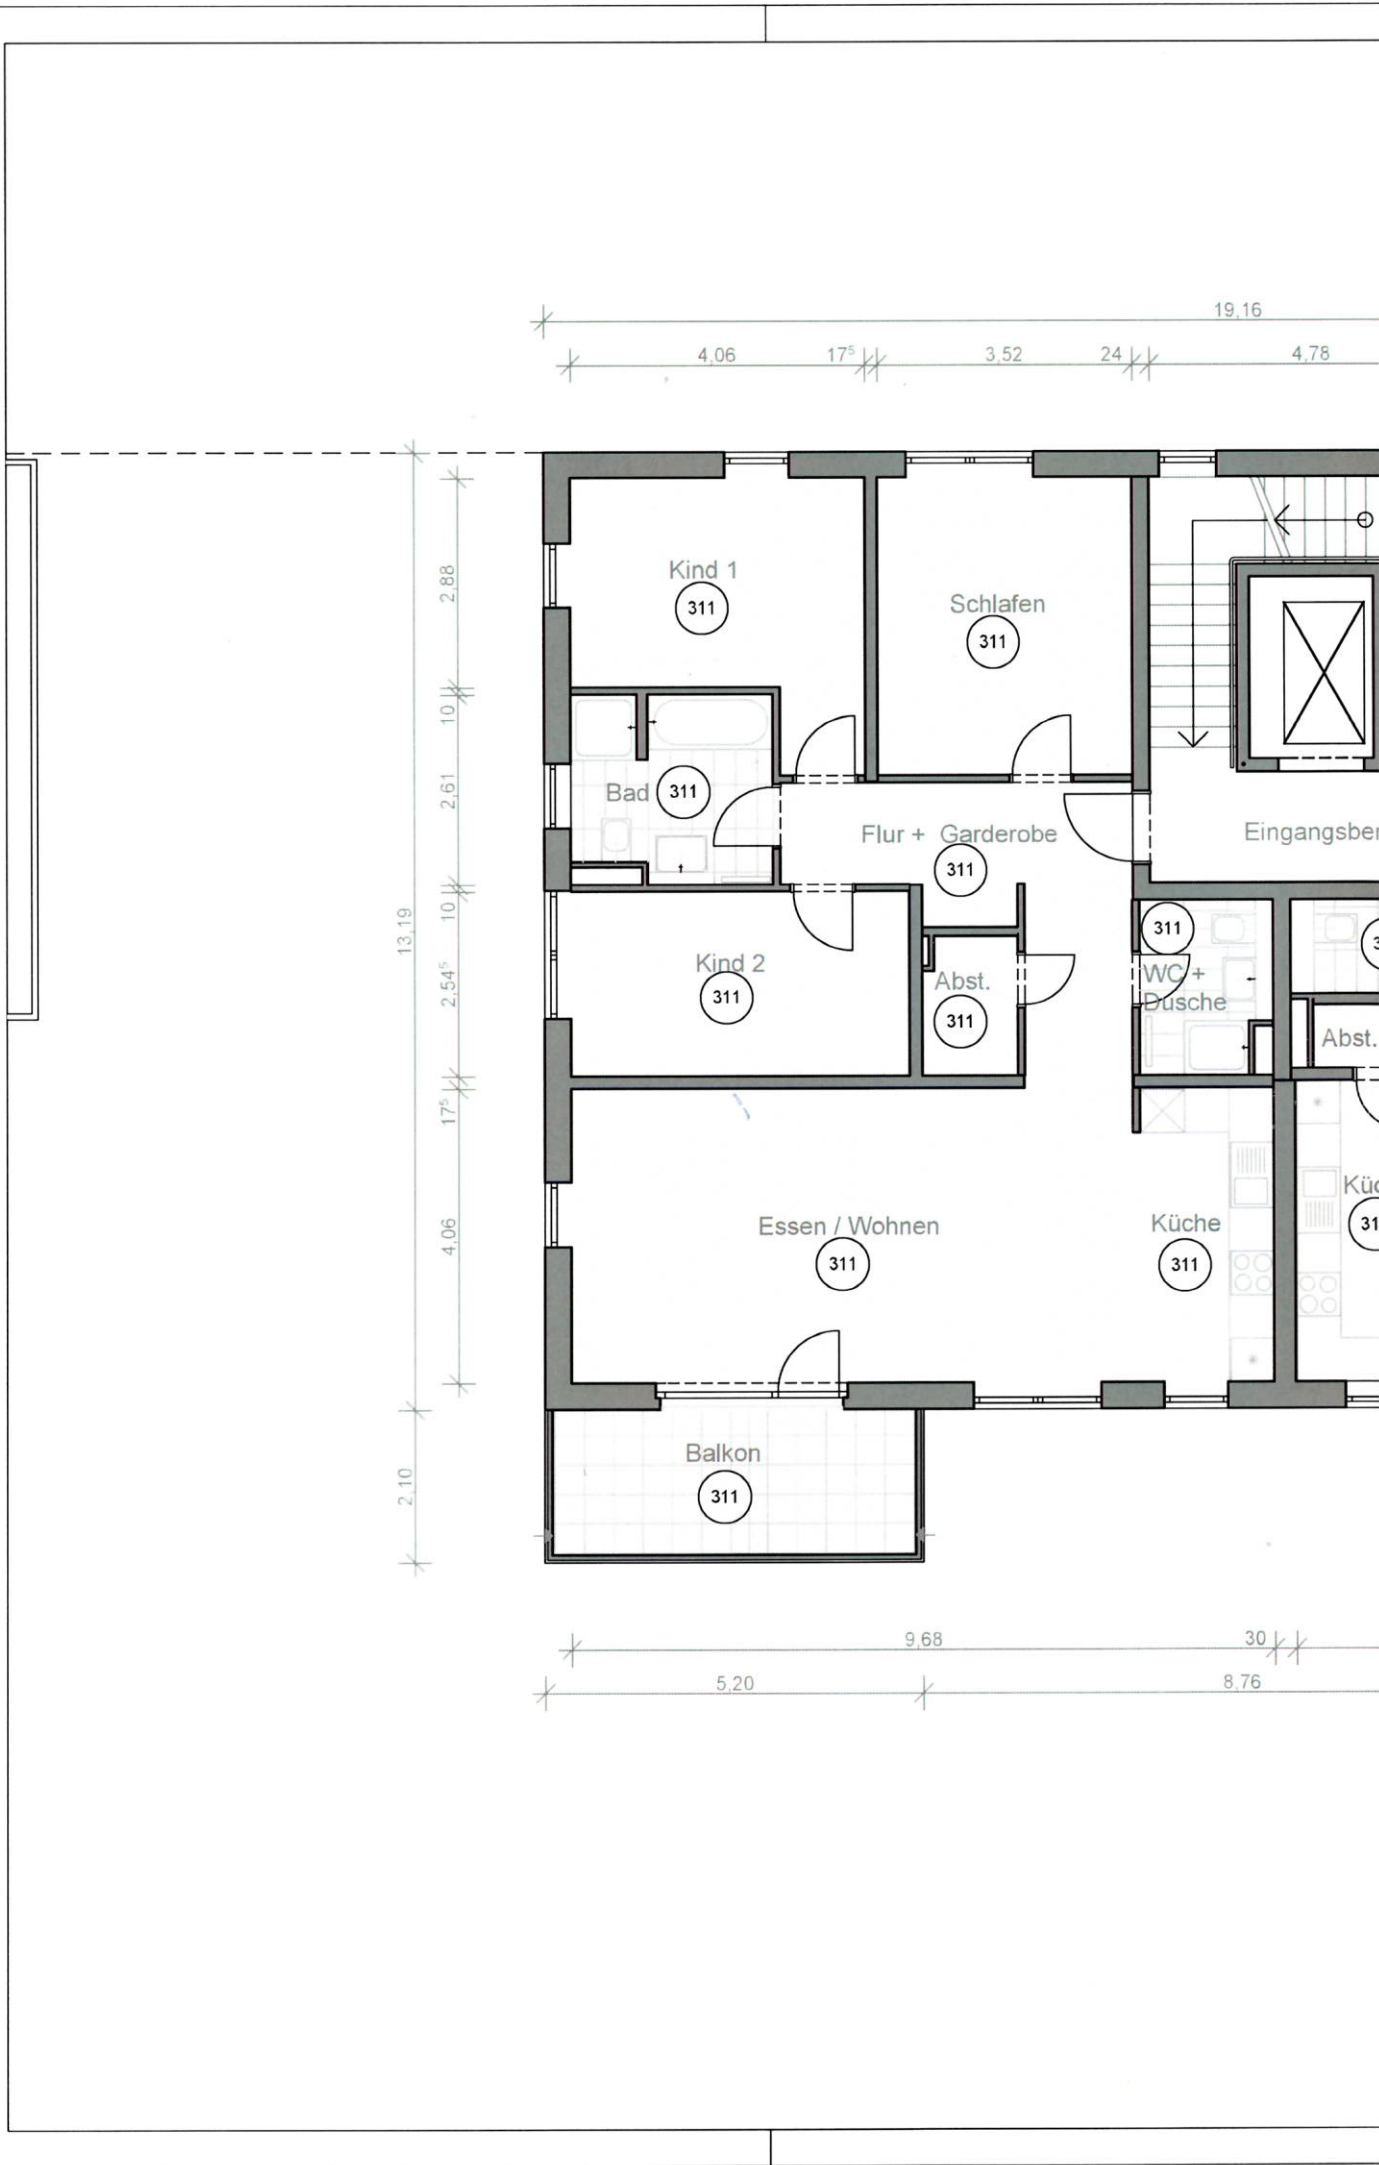 19,16
4,06
17⁵
3,52
24
4,78
Kind 1
311
Schlafen
311
2,88
10
2,61
Bad
311
Flur + Garderobe
311
13,19
10
2,54⁵
Kind 2
311
Abst.
311
311
WC +
Dusche
Abst.
17⁵
4,06
Essen / Wohnen
311
Küche
311
Balkon
311
2,10
9,68
30
5,20
8,76